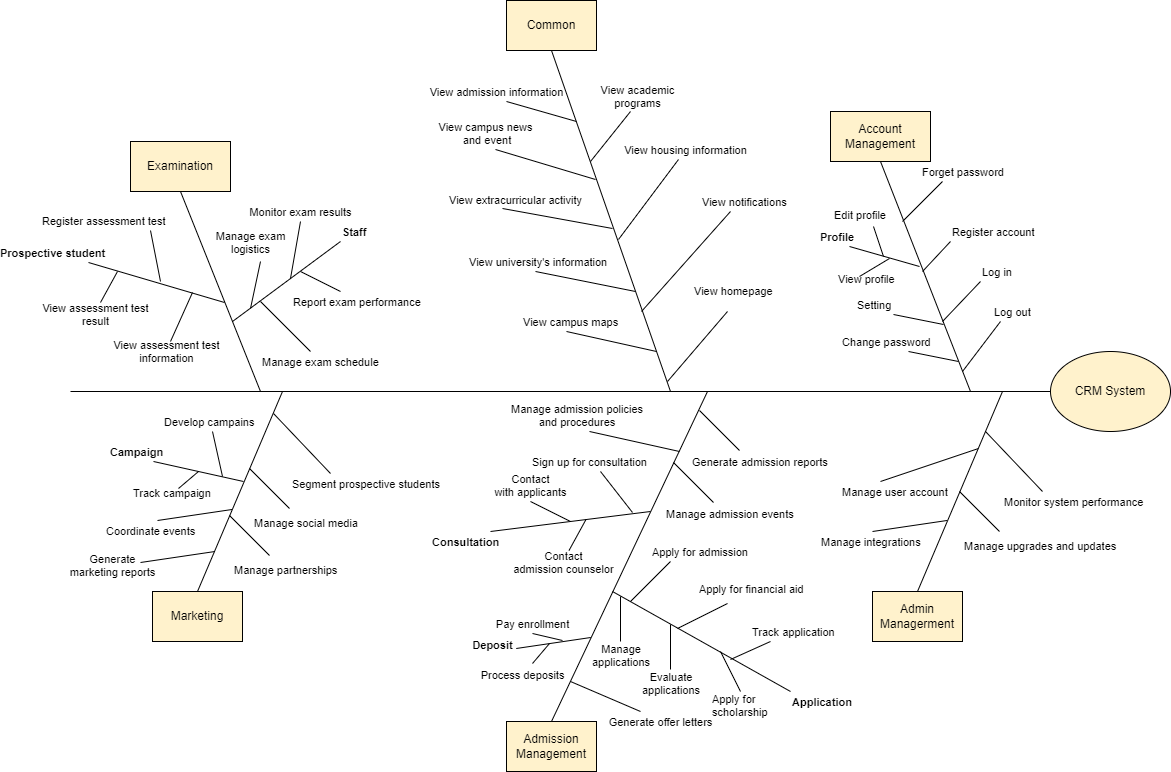 Common
View admission information
View academic
programs
View campus news
and event
View housing information
View extracurricular activity
View notifications
View university's information
View homepage
View campus maps
Account
Management
Forget password
Edit profile
Profile
Register account
View profile
Log in
Setting
Log out
Change password
Examination
Register assessment test
Monitor exam results
Manage exam
logistics
Staff
Prospective student
Report exam performance
View assessment test
result
View assessment test
information
Manage exam schedule
CRM System
Develop campains
Campaign
Segment prospective students
Track campaign
Manage social media
Coordinate events
Generate
marketing reports
Manage partnerships
Marketing
Manage admission policies
and procedures
Generate admission reports
Sign up for consultation
Contact
with applicants
Manage admission events
Consultation
Contact
admission counselor
Apply for admission
Apply for financial aid
Pay enrollment
Deposit
Process deposits
Manage
applications
Track application
Evaluate
applications
Apply for
scholarship
Application
Generate offer letters
Admission
Management
Manage user account
Monitor system performance
Manage integrations
Manage upgrades and updates
Admin
Managerment